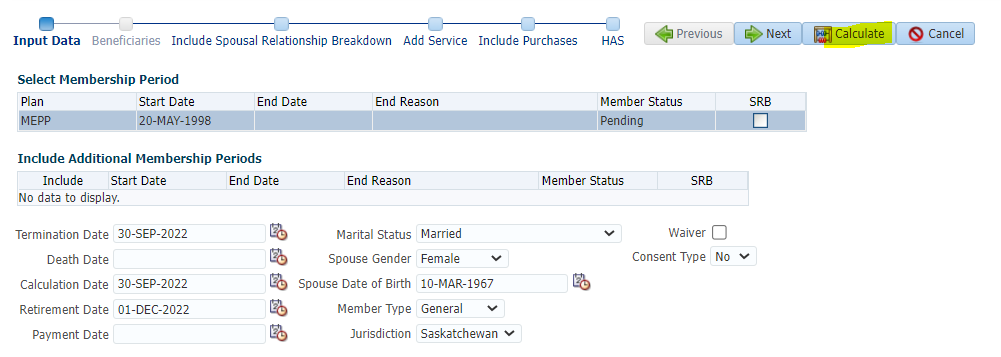 Input Data Beneficiaries Include Spousal Relationship Breakdown Add Service Include Purchases HAS Previous Next Calculate Cancel
Select Membership Period
Plan Start Date End Date End Reason Member Status SRB
MEPP 20-MAY-1998 Pending
Include Additional Membership Periods
Include Start Date End Date End Reason Member Status SRB
No data to display.
Termination Date 30-SEP-2022 Marital Status Married Waiver
Death Date Spouse Gender Female Consent Type No
Calculation Date 30-SEP-2022 Spouse Date of Birth 10-MAR-1967
Retirement Date 01-DEC-2022 Member Type General
Payment Date Jurisdiction Saskatchewan